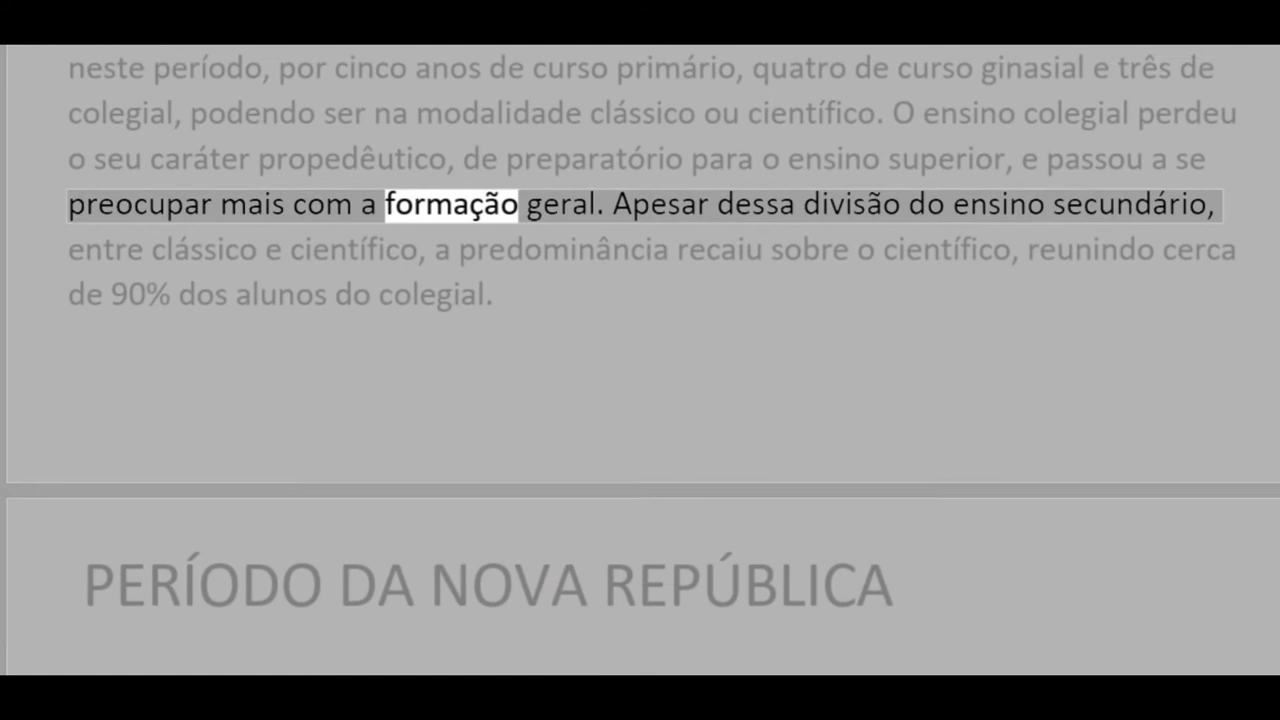 neste período, por cinco anos de curso primário, quatro de curso ginasial e três de
colegial, podendo ser na modalidade clássico ou científico. O ensino colegial perdeu
o seu caráter propedêutico, de preparatório para o ensino superior, e passou a se
preocupar mais com a formação geral. Apesar dessa divisão do ensino secundário,
entre clássico e científico, a predominância recaiu sobre o científico, reunindo cerca
de 90% dos alunos do colegial.
PERÍODO DA NOVA REPÚBLICA